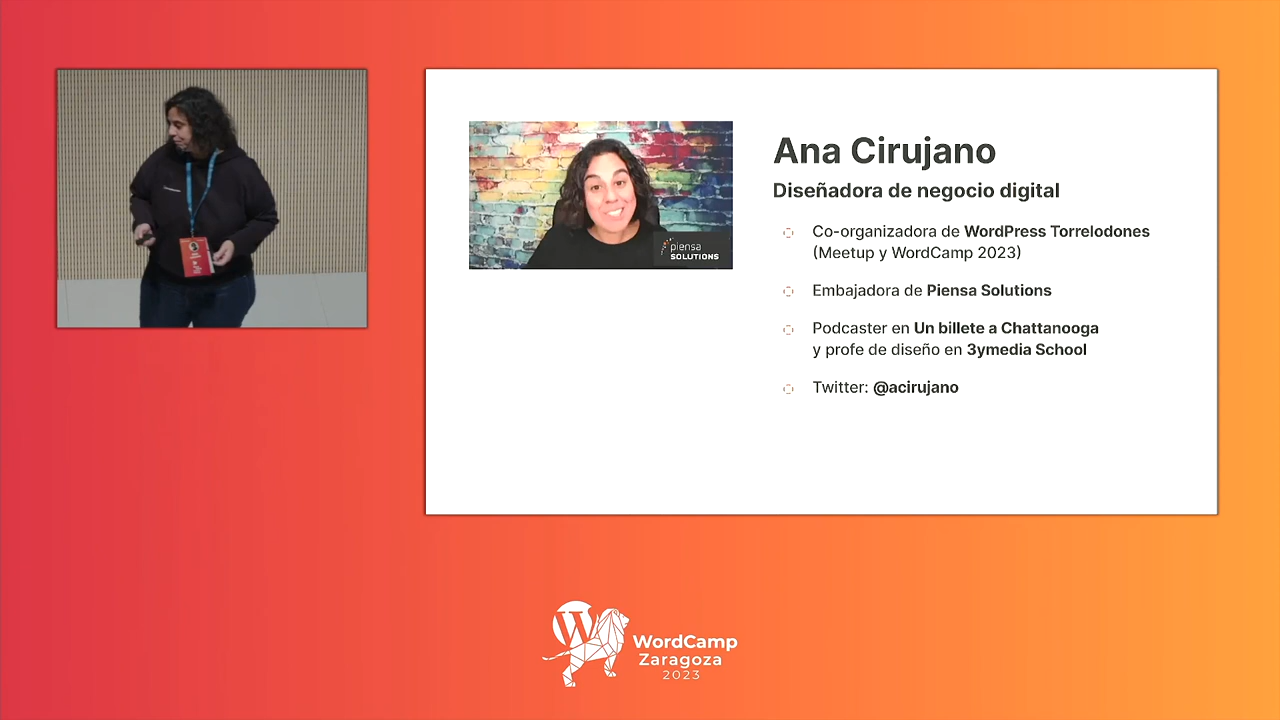 Ana Cirujano
Diseñadora de negocio digital
Co-organizadora de WordPress Torrelodones
(Meetup y WordCamp 2023)
Embajadora de Piensa Solutions
Podcaster en Un billete a Chattanooga
y profe de diseño en 3ymedia School
Twitter: @acirujano
piensa
SOLUTIONS
WordCamp
Zaragoza
2023